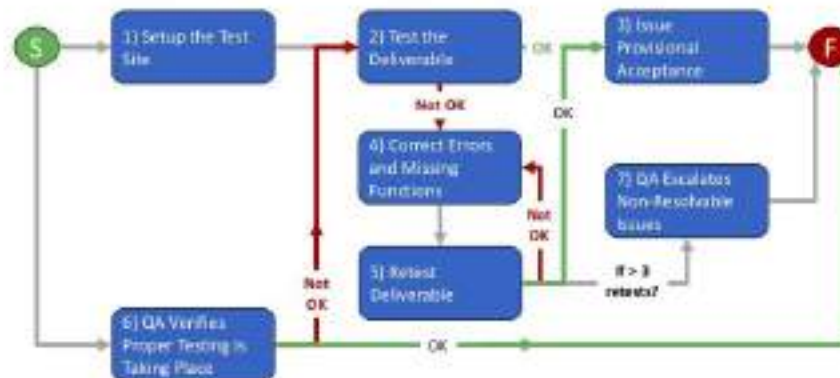 S
1) Setup the Test
Site
2) Test the
Deliverable
OK
3) Issue
Provisional
Acceptance
F
Not OK
OK
4) Correct Errors
and Missing
Functions
7) QA Escalates
Non-Resolvable
Issues
Not
OK
5) Retest
Deliverable
If > 3
retests?
Not
OK
6) QA Verifies
Proper Testing is
Taking Place
OK